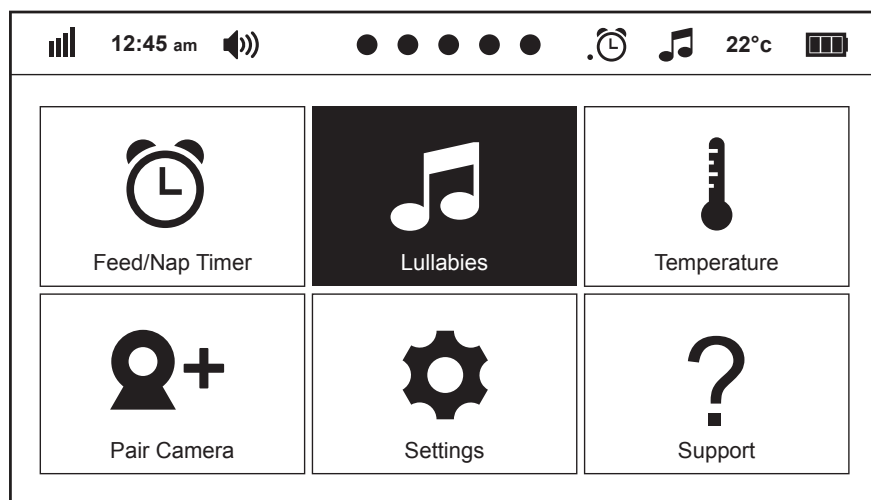 12:45 am
22°c
Feed/Nap Timer
Lullabies
Temperature
Pair Camera
Settings
?
Support